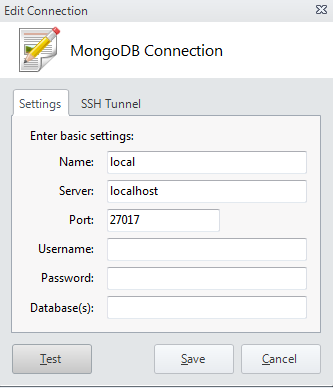 Edit Connection
MongoDB Connection
Settings SSH Tunnel
Enter basic settings:
Name: local
Server: localhost
Port: 27017
Username:
Password:
Database(s):
Test Save Cancel